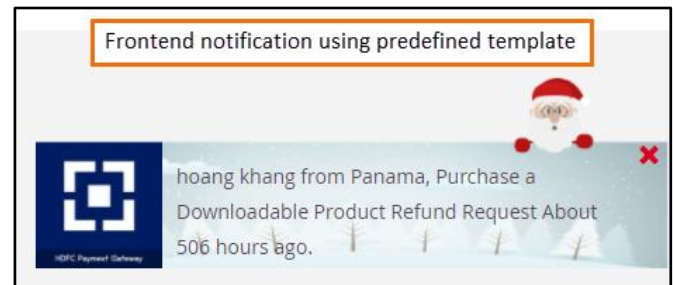 Frontend notification using predefined template
hoang khang from Panama, Purchase a
Downloadable Product Refund Request About
506 hours ago.
HDFC Payment Gateway